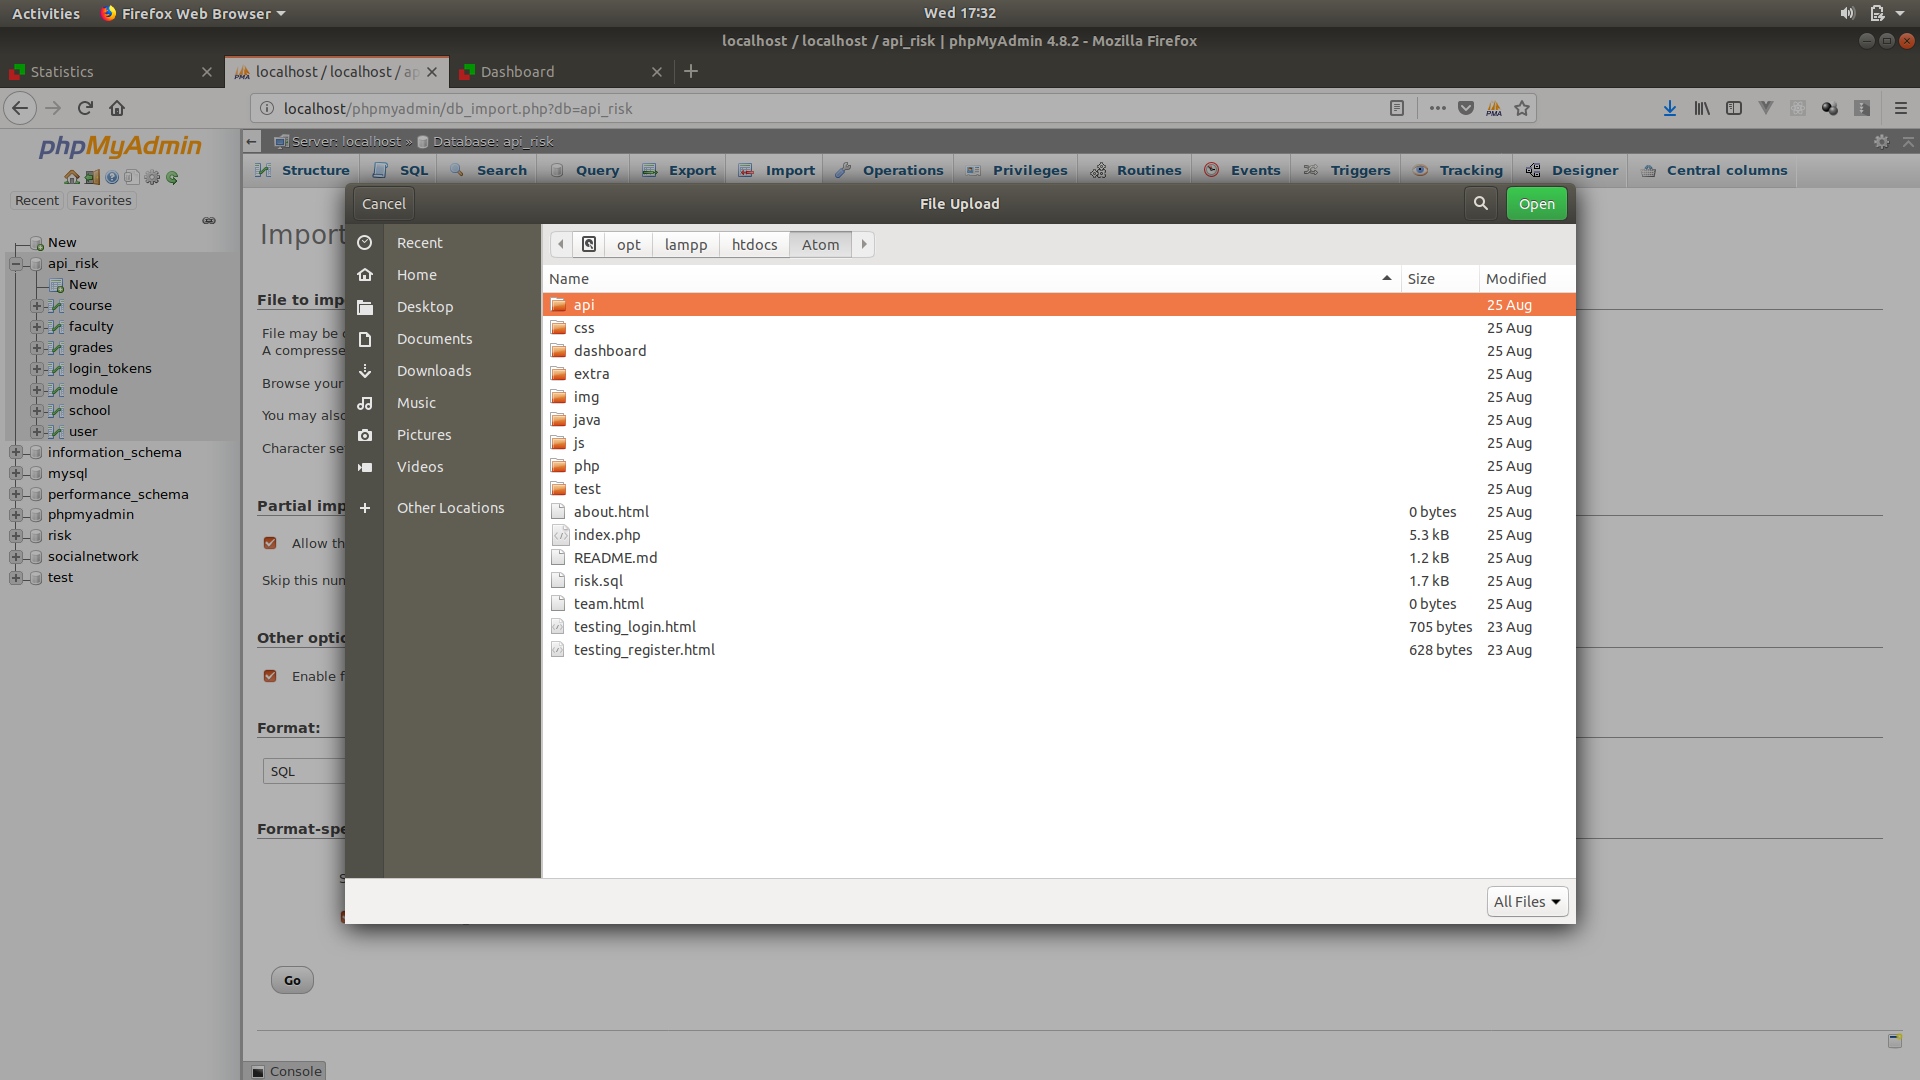 Activities Firefox Web Browser Wed 17:32
localhost / localhost / api_risk | phpMyAdmin 4.8.2 - Mozilla Firefox
Statistics localhost / localhost / ap Dashboard
localhost/phpmyadmin/db_import.php?db=api_risk PMA
phpMyAdmin
Recent Favorites
New
api_risk
New
course
faculty
grades
login_tokens
module
school
user
information_schema
mysql
performance_schema
phpmyadmin
risk
socialnetwork
test
Server: localhost » Database: api_risk
Structure SQL Search Query Export Import Operations Privileges Routines Events Triggers Tracking Designer Central columns
Import
File to imp
File may be
A compresse
Browse your
You may also
Character se
Partial imp
Allow th
Skip this num
Other optio
Enable f
Format:
SQL
Format-spe
Go
Console
Cancel File Upload Open
Recent
Home
Desktop
Documents
Downloads
Music
Pictures
Videos
Other Locations
opt lampp htdocs Atom
Name Size Modified
api 25 Aug
css 25 Aug
dashboard 25 Aug
extra 25 Aug
img 25 Aug
java 25 Aug
js 25 Aug
php 25 Aug
test 25 Aug
about.html 0 bytes 25 Aug
index.php 5.3 kB 25 Aug
README.md 1.2 kB 25 Aug
risk.sql 1.7 kB 25 Aug
team.html 0 bytes 25 Aug
testing_login.html 705 bytes 23 Aug
testing_register.html 628 bytes 23 Aug
All Files